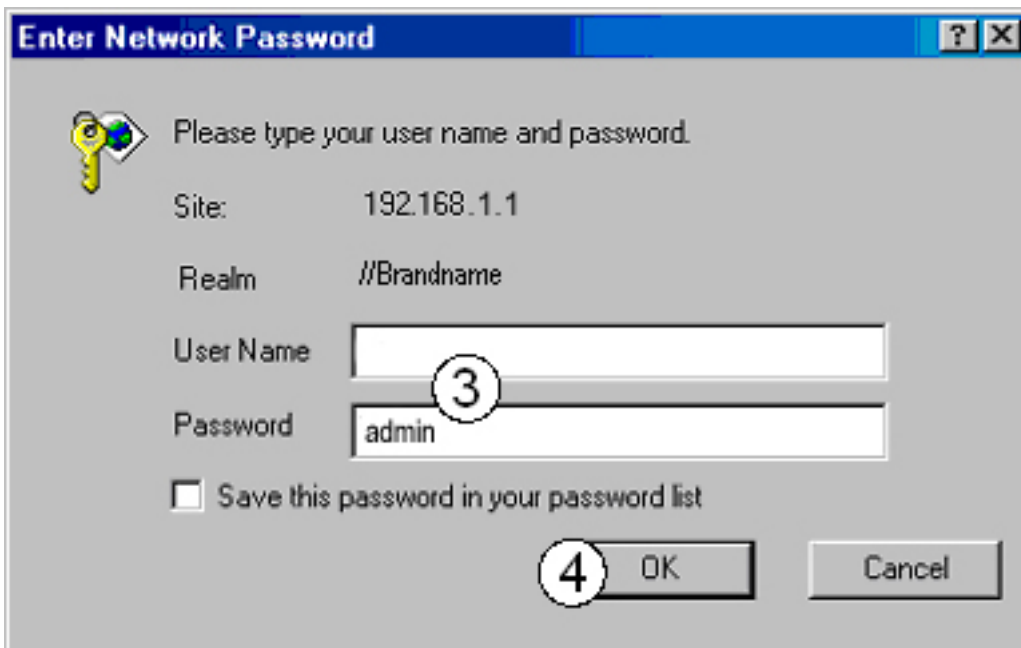 Enter Network Password
Please type your user name and password.
Site: 192.168.1.1
Realm //Brandname
User Name
3
Password admin
Save this password in your password list
4 OK Cancel